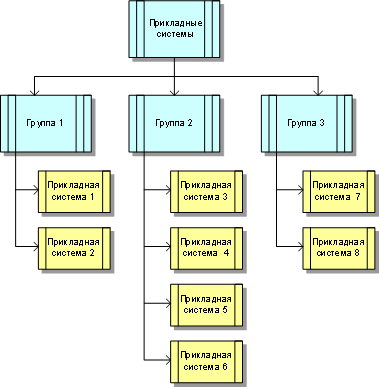 Прикладные
системы
Группа 1
Группа 2
Группа 3
Прикладная
система 1
Прикладная
система 2
Прикладная
система 3
Прикладная
система 4
Прикладная
система 5
Прикладная
система 6
Прикладная
система 7
Прикладная
система 8